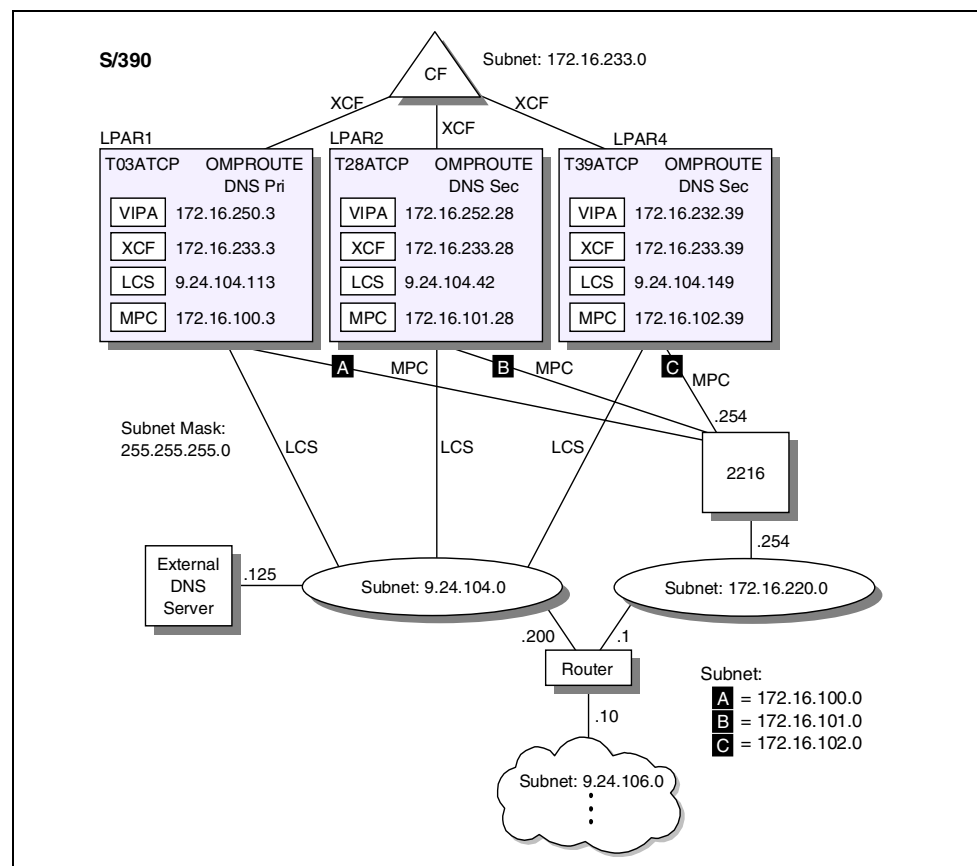 S/390
Subnet: 172.16.233.0
CF
XCF
XCF
XCF
LPAR1
LPAR2
LPAR4
T03ATCP OMPROUTE
DNS Pri
VIPA 172.16.250.3
XCF 172.16.233.3
LCS 9.24.104.113
MPC 172.16.100.3
T28ATCP OMPROUTE
DNS Sec
VIPA 172.16.252.28
XCF 172.16.233.28
LCS 9.24.104.42
MPC 172.16.101.28
T39ATCP OMPROUTE
DNS Sec
VIPA 172.16.232.39
XCF 172.16.233.39
LCS 9.24.104.149
MPC 172.16.102.39
A MPC
B MPC
C MPC
.254
Subnet Mask:
255.255.255.0
LCS
LCS
LCS
2216
.254
External
DNS
Server
.125
Subnet: 9.24.104.0
Subnet: 172.16.220.0
.200
.1
Router
.10
Subnet:
A = 172.16.100.0
B = 172.16.101.0
C = 172.16.102.0
Subnet: 9.24.106.0